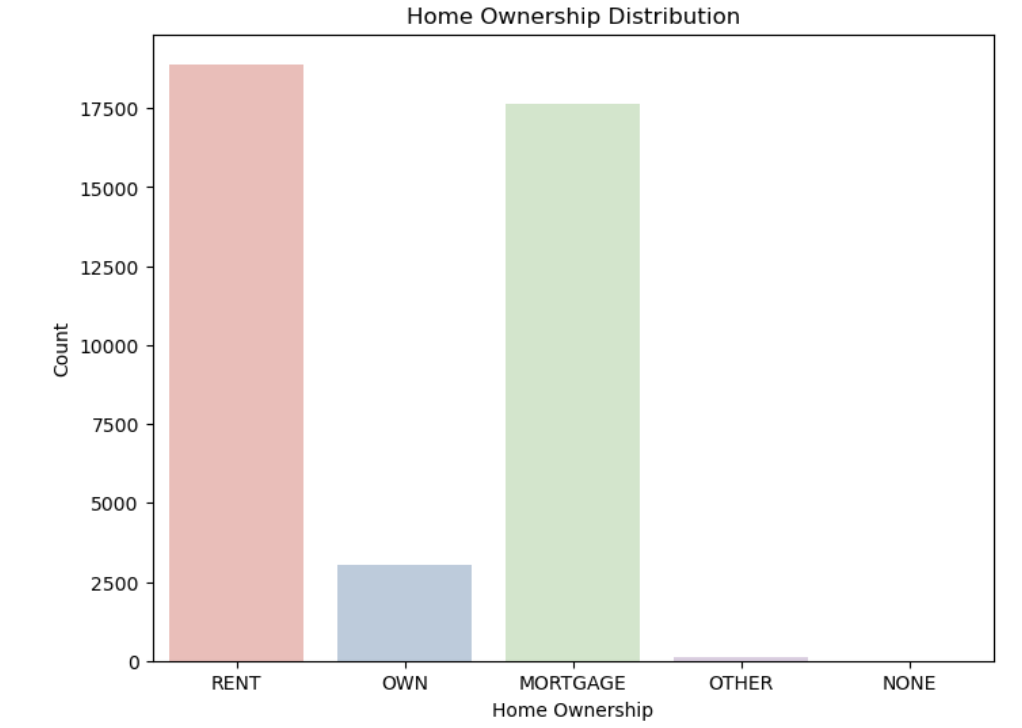 Home Ownership Distribution
17500
15000
12500
10000
7500
5000
2500
0
Count
RENT OWN MORTGAGE OTHER NONE
Home Ownership